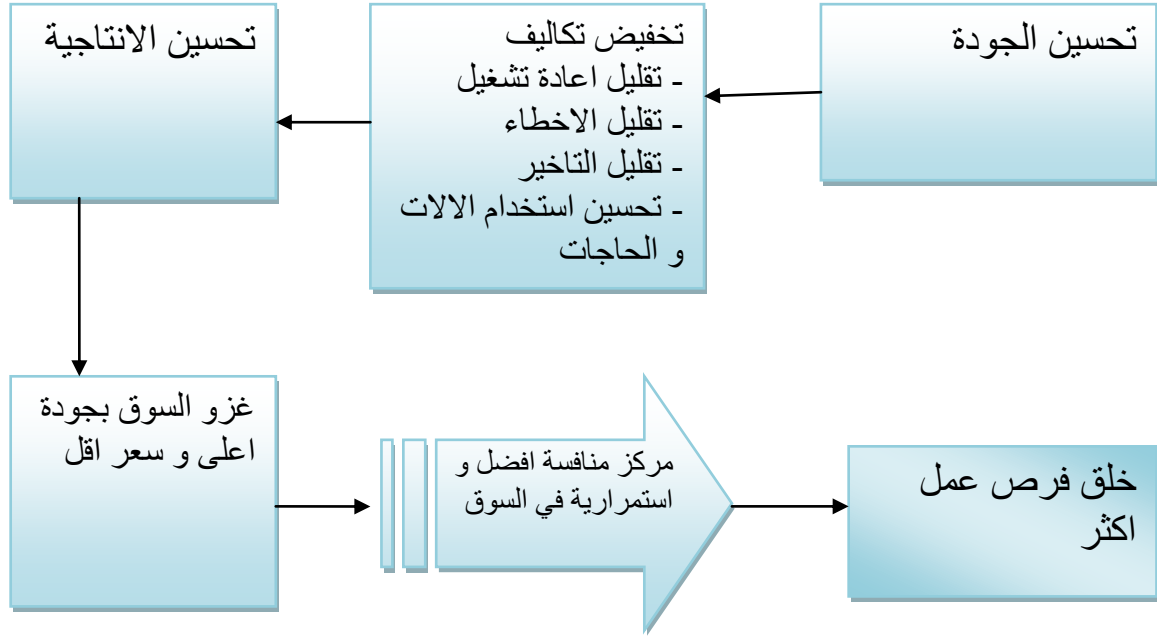 تحسين الجودة
تخفيض تكاليف
- تقليل اعادة تشغيل
- تقليل الاخطاء
- تقليل التاخير
- تحسين استخدام الالات
و الحاجات
تحسين الانتاجية
غزو السوق بجودة
اعلى و سعر اقل
مركز منافسة افضل و
استمرارية في السوق
خلق فرص عمل
اكثر